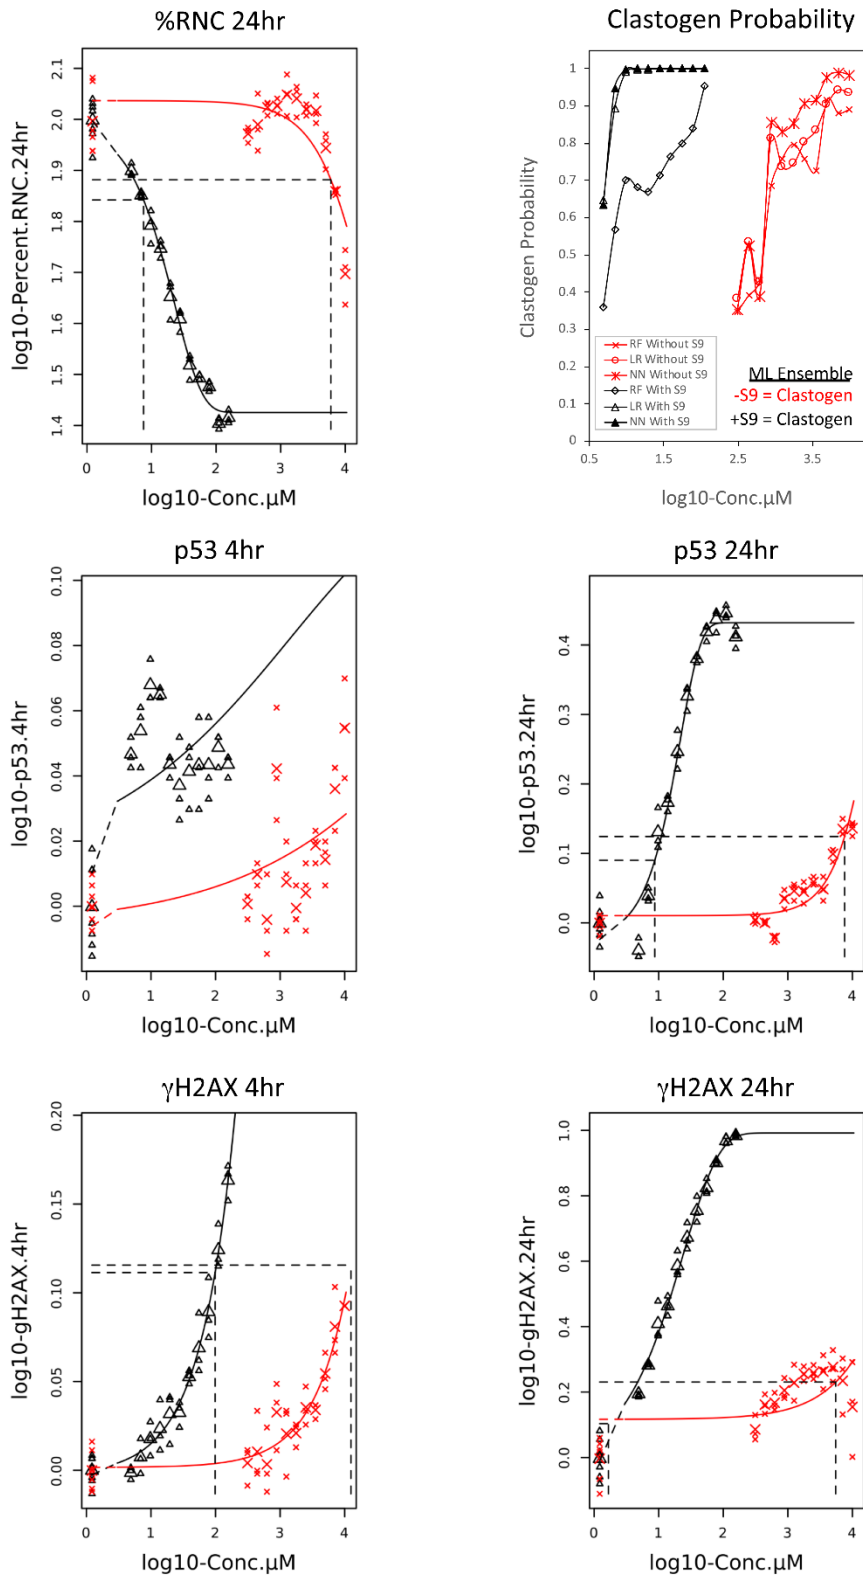 %RNC 24hr
log10-Percent.RNC.24hr
2.1
2.0
1.9
1.8
1.7
1.6
1.5
1.4
0
1
2
3
4
log10-Conc.µM
Clastogen Probability
Clastogen Probability
1
0.9
0.8
0.7
0.6
0.5
0.4
0.3
0.2
0.1
0
RF Without S9
LR Without S9
NN Without S9
RF With S9
LR With S9
NN With S9
ML Ensemble
-S9 = Clastogen
+S9 = Clastogen
0.5
1.5
2.5
3.5
log10-Conc.µM
p53 4hr
log10-p53.4hr
0.10
0.08
0.06
0.04
0.02
0.00
0
1
2
3
4
log10-Conc.µM
p53 24hr
log10-p53.24hr
0.4
0.3
0.2
0.1
0.0
0
1
2
3
4
log10-Conc.µM
γH2AX 4hr
log10-gH2AX.4hr
0.20
0.15
0.10
0.05
0.00
0
1
2
3
4
log10-Conc.µM
γH2AX 24hr
log10-gH2AX.24hr
1.0
0.8
0.6
0.4
0.2
0.0
0
1
2
3
4
log10-Conc.µM